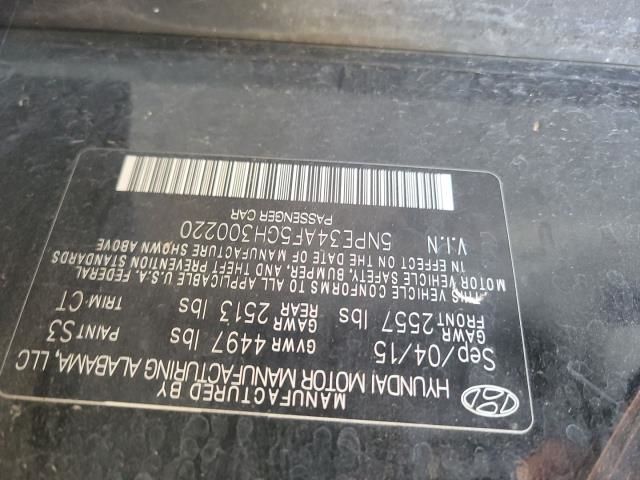 MANUFACTURED BY
HYUNDAI MOTOR MANUFACTURING ALABAMA, LLC
Sep/04/15 GVWR 4497 lbs PAINT S3
GAWR FRONT 2557 lbs GAWR REAR 2513 lbs TRIM: CT
THIS VEHICLE CONFORMS TO ALL APPLICABLE U.S.A. FEDERAL
MOTOR VEHICLE SAFETY, BUMPER, AND THEFT PREVENTION STANDARDS
IN EFFECT ON THE DATE OF MANUFACTURE SHOWN ABOVE
V.I.N 5NPE34AF5GH300220
PASSENGER CAR